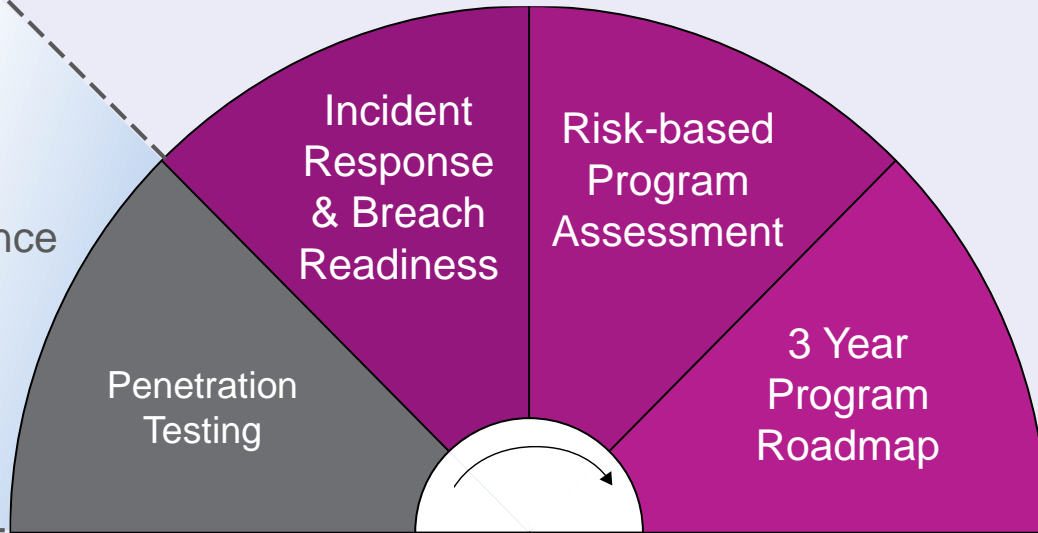 Incident
Response
& Breach
Readiness
Risk-based
Program
Assessment
3 Year
Program
Roadmap
Penetration
Testing